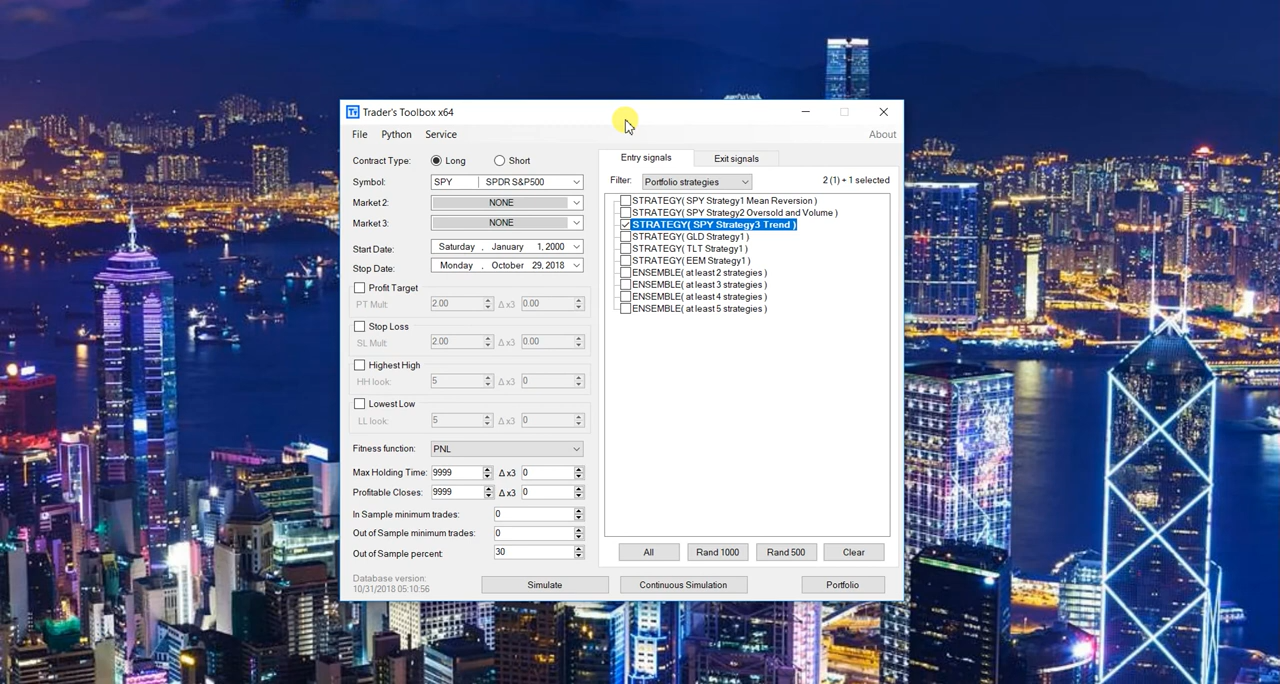 Trader's Toolbox x64
File Python Service About
Contract Type: Long Short
Symbol: SPY SPDR S&P500
Market 2: NONE
Market 3: NONE
Start Date: Saturday , January 1, 2000
Stop Date: Monday , October 29, 2018
Profit Target
PT Mult: 2.00 Δ x3 0.00
Stop Loss
SL Mult: 2.00 Δ x3 0.00
Highest High
HH look: 5 Δ x3 0
Lowest Low
LL look: 5 Δ x3 0
Fitness function: PNL
Max Holding Time: 9999 Δ x3 0
Profitable Closes: 9999 Δ x3 0
In Sample minimum trades: 0
Out of Sample minimum trades: 0
Out of Sample percent: 30
Database version:
10/31/2018 05:10:56
Entry signals Exit signals
Filter: Portfolio strategies 2 (1) + 1 selected
STRATEGY( SPY Strategy1 Mean Reversion )
STRATEGY( SPY Strategy2 Oversold and Volume )
STRATEGY( SPY Strategy3 Trend )
STRATEGY( GLD Strategy1 )
STRATEGY( TLT Strategy1 )
STRATEGY( EEM Strategy1 )
ENSEMBLE( at least 2 strategies )
ENSEMBLE( at least 3 strategies )
ENSEMBLE( at least 4 strategies )
ENSEMBLE( at least 5 strategies )
All Rand 1000 Rand 500 Clear
Simulate Continuous Simulation Portfolio